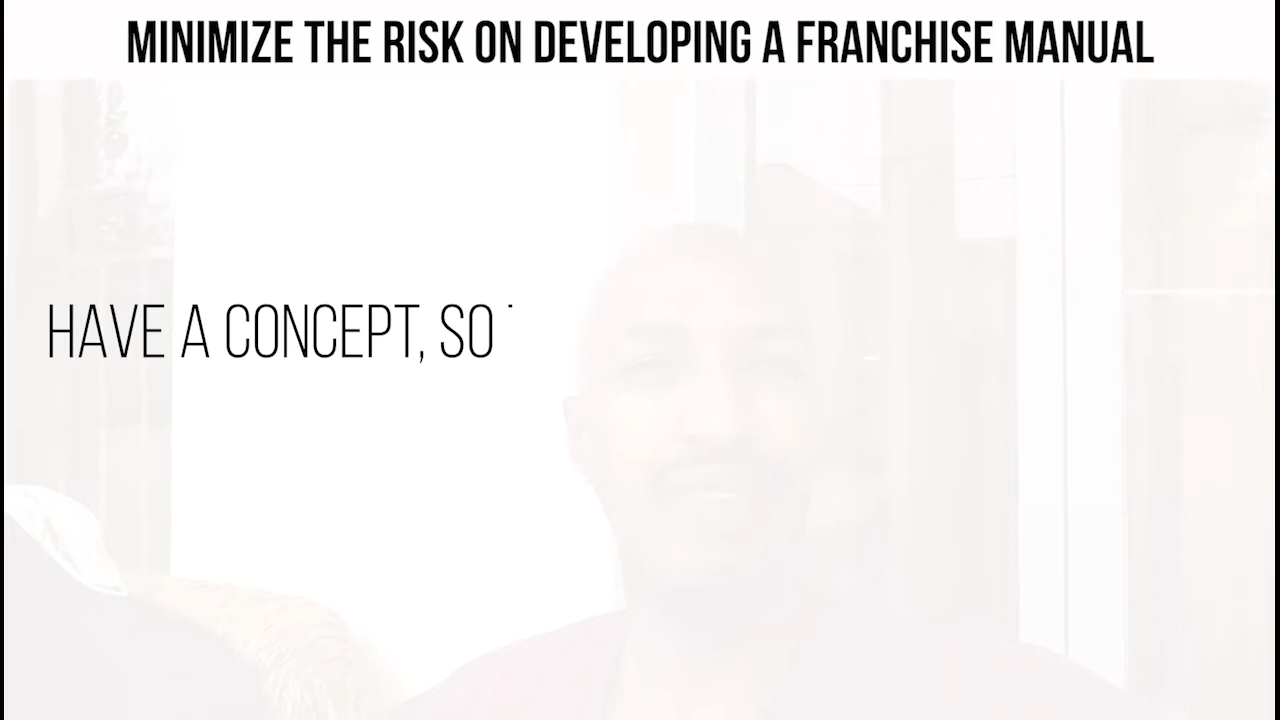 MINIMIZE THE RISK ON DEVELOPING A FRANCHISE MANUAL
HAVE A CONCEPT, SO